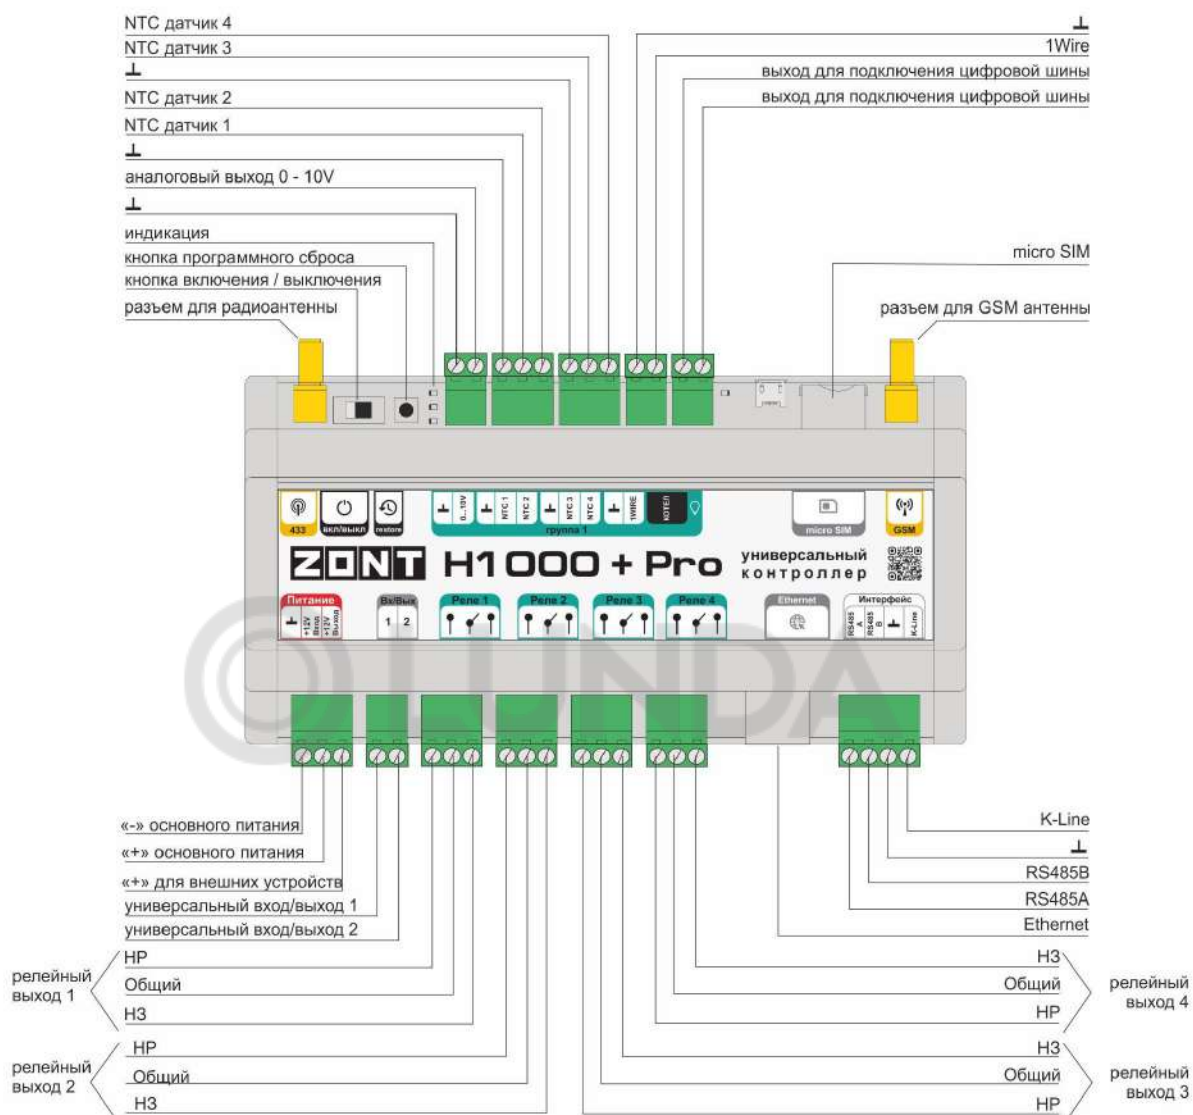 NTC датчик 4
NTC датчик 3
NTC датчик 2
NTC датчик 1
аналоговый выход 0 - 10V
индикация
кнопка программного сброса
кнопка включения / выключения
разъем для радиоантенны
1Wire
выход для подключения цифровой шины
выход для подключения цифровой шины
micro SIM
разъем для GSM антенны
433
вкл/выкл
restore
0...10V
NTC 1
NTC 2
NTC 3
NTC 4
1WIRE
КОТЕЛ
группа 1
micro SIM
GSM
ZONT H1000 + Pro
универсальный
контроллер
Питание
+12V Вход
+12V Выход
Вх/Вых
1 2
Реле 1
Реле 2
Реле 3
Реле 4
Ethernet
Интерфейс
RS485 A
RS485 B
K-Line
LUNDA
«-» основного питания
«+» основного питания
«+» для внешних устройств
универсальный вход/выход 1
универсальный вход/выход 2
релейный
выход 1
НР
Общий
НЗ
релейный
выход 2
НР
Общий
НЗ
K-Line
RS485B
RS485A
Ethernet
НЗ
Общий
НР
релейный
выход 4
НЗ
Общий
НР
релейный
выход 3